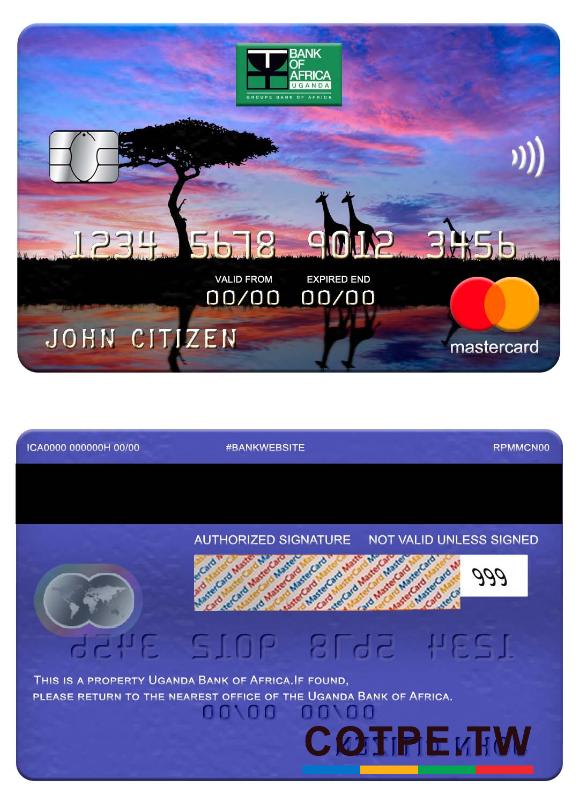 BANK
OF
AFRICA
UGANDA
GROUPE BANK OF AFRICA
1234 5678 9012 3456
VALID FROM EXPIRED END
00/00 00/00
JOHN CITIZEN
mastercard
ICA0000 000000H 00/00 #BANKWEBSITE RPMMCN00
AUTHORIZED SIGNATURE NOT VALID UNLESS SIGNED
MasterCard MasterCard MasterCard
999
1234 5678 9012 3456
THIS IS A PROPERTY UGANDA BANK OF AFRICA.IF FOUND,
PLEASE RETURN TO THE NEAREST OFFICE OF THE UGANDA BANK OF AFRICA.
00/00 00/00
JOHN CITIZEN
COTPE.TW